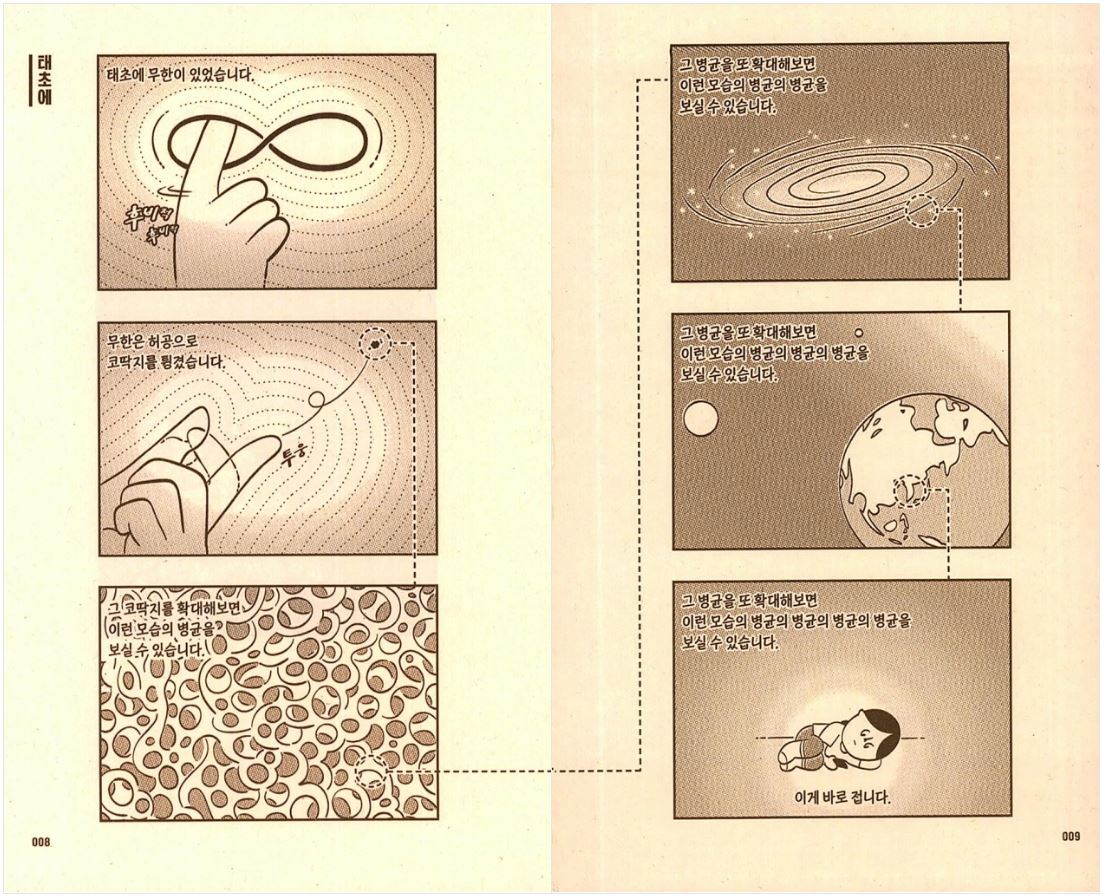 태초에
태초에 무한이 있었습니다.
후비적
후비적
무한은 허공으로
코딱지를 튕겼습니다.
투웅
그 코딱지를 확대해보면
이런 모습의 병균을
보실 수 있습니다.
008
그 병균을 또 확대해보면
이런 모습의 병균의 병균을
보실 수 있습니다.
그 병균을 또 확대해보면
이런 모습의 병균의 병균의 병균을
보실 수 있습니다.
그 병균을 또 확대해보면
이런 모습의 병균의 병균의 병균의 병균을
보실 수 있습니다.
이게 바로 접니다.
009